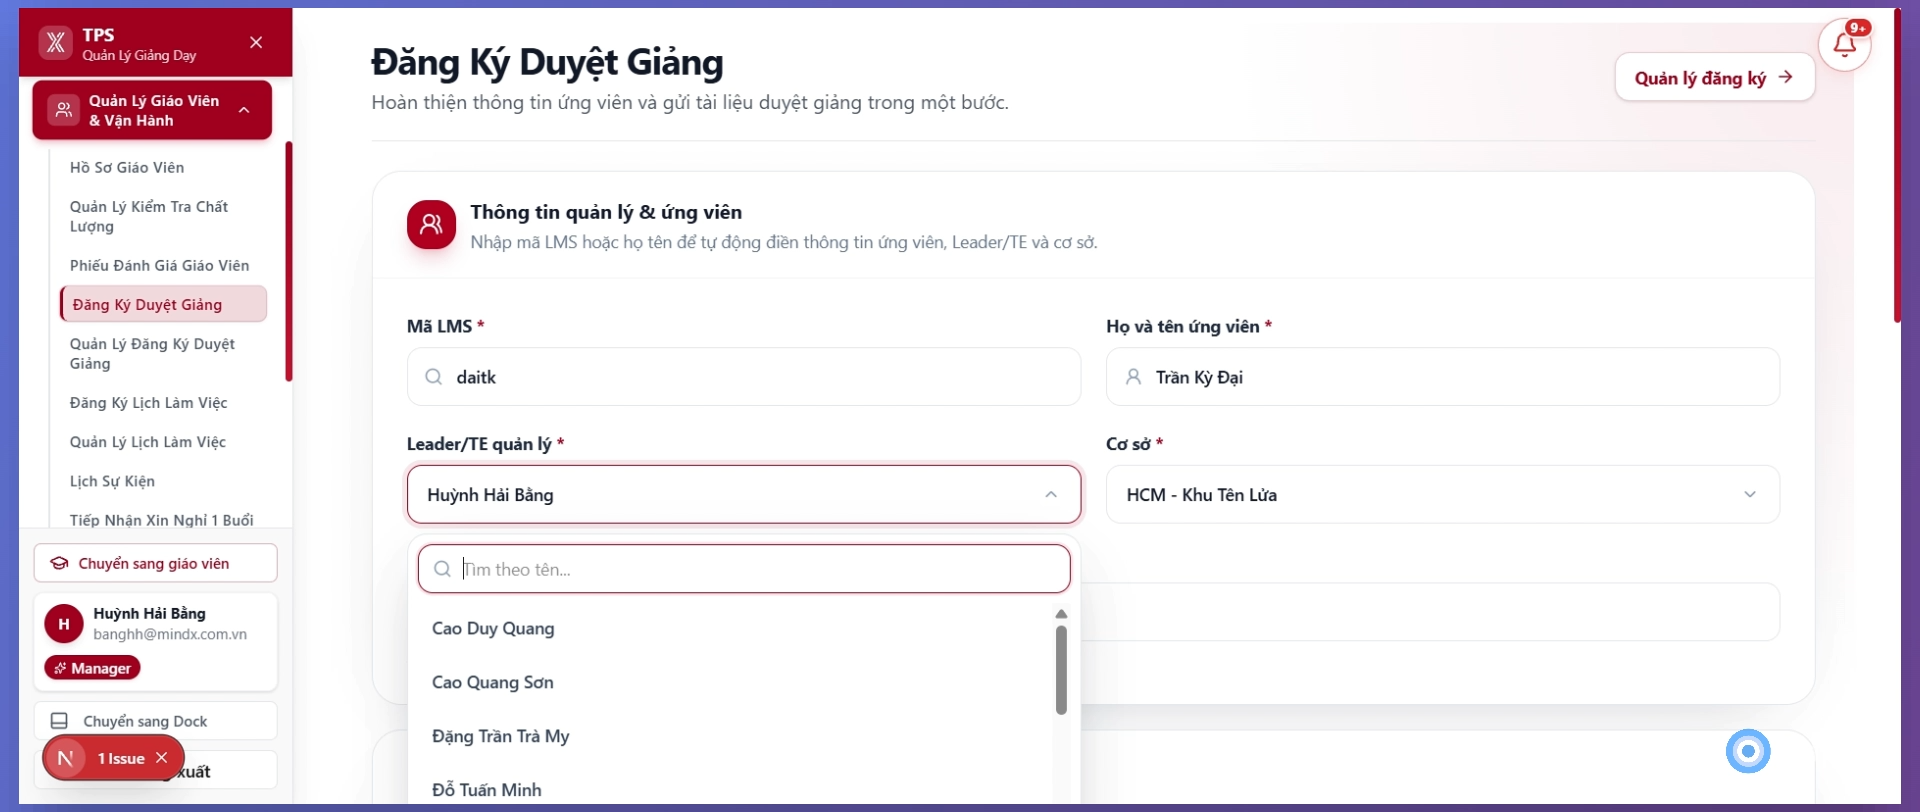 TPS
Quản Lý Giảng Dạy
Quản Lý Giáo Viên
& Vận Hành
Hồ Sơ Giáo Viên
Quản Lý Kiểm Tra Chất
Lượng
Phiếu Đánh Giá Giáo Viên
Đăng Ký Duyệt Giảng
Quản Lý Đăng Ký Duyệt
Giảng
Đăng Ký Lịch Làm Việc
Quản Lý Lịch Làm Việc
Lịch Sự Kiện
Tiếp Nhận Xin Nghỉ 1 Buổi
Chuyển sang giáo viên
H
Huỳnh Hải Bằng
banghh@mindx.com.vn
Manager
Chuyển sang Dock
N 1 Issue
xuất
Đăng Ký Duyệt Giảng
Hoàn thiện thông tin ứng viên và gửi tài liệu duyệt giảng trong một bước.
Quản lý đăng ký
9+
Thông tin quản lý & ứng viên
Nhập mã LMS hoặc họ tên để tự động điền thông tin ứng viên, Leader/TE và cơ sở.
Mã LMS *
daitk
Họ và tên ứng viên *
Trần Kỳ Đại
Leader/TE quản lý *
Huỳnh Hải Bằng
Cơ sở *
HCM - Khu Tên Lửa
Tìm theo tên...
Cao Duy Quang
Cao Quang Sơn
Đặng Trần Trà My
Đỗ Tuấn Minh